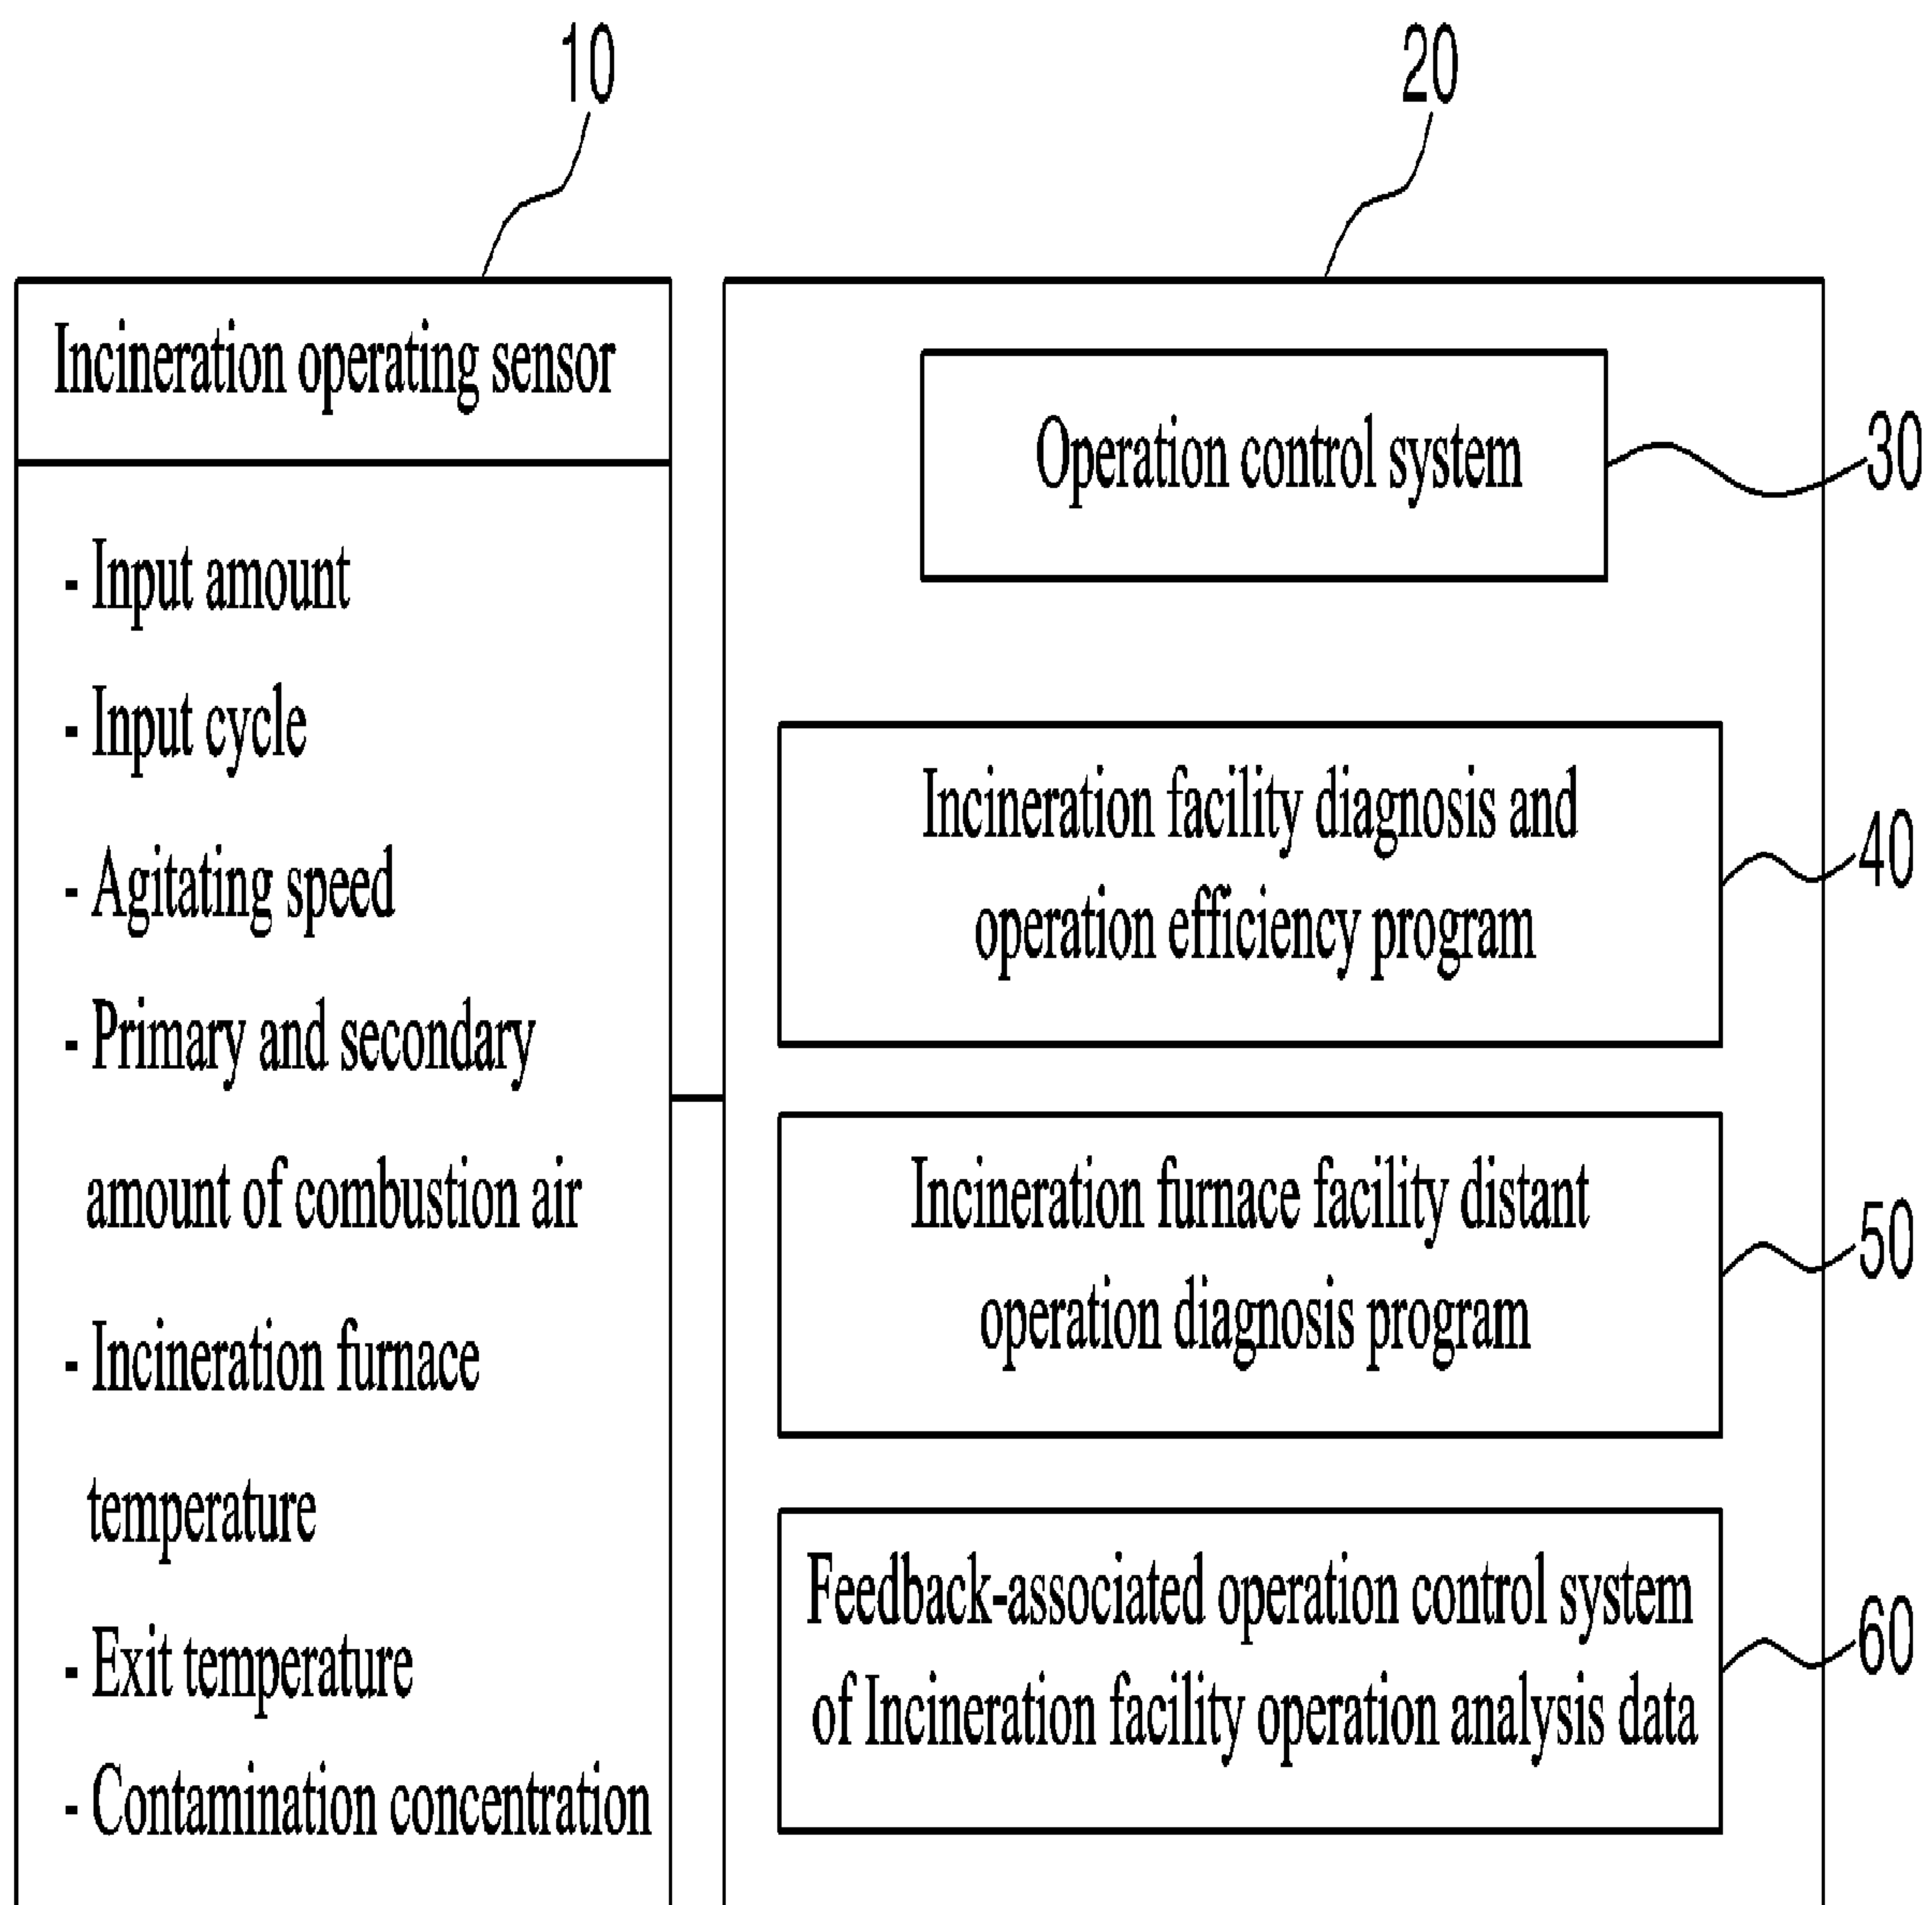 10
20
Incineration operating sensor
- Input amount
- Input cycle
- Agitating speed
- Primary and secondary
amount of combustion air
- Incineration furnace
temperature
- Exit temperature
- Contamination concentration
Operation control system
30
Incineration facility diagnosis and
operation efficiency program
40
Incineration furnace facility distant
operation diagnosis program
50
Feedback-associated operation control system
of Incineration facility operation analysis data
60